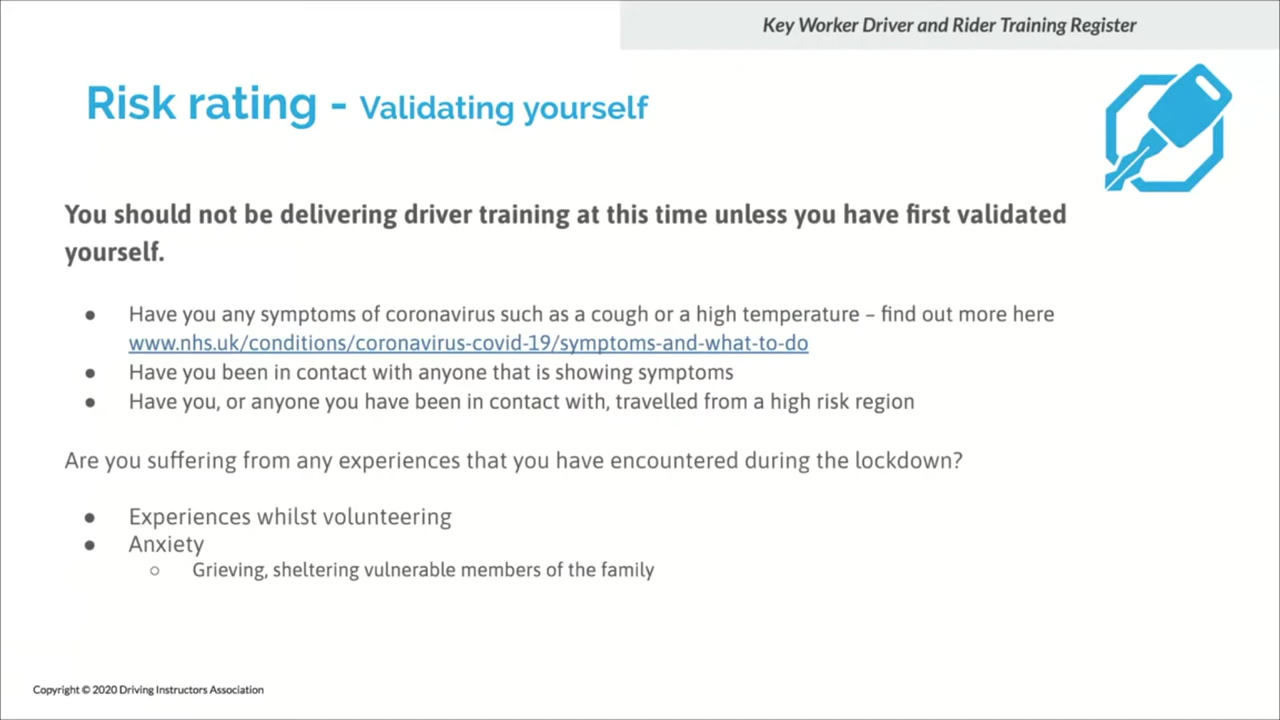 Key Worker Driver and Rider Training Register
Risk rating - Validating yourself
You should not be delivering driver training at this time unless you have first validated
yourself.
● Have you any symptoms of coronavirus such as a cough or a high temperature – find out more here
www.nhs.uk/conditions/coronavirus-covid-19/symptoms-and-what-to-do
● Have you been in contact with anyone that is showing symptoms
● Have you, or anyone you have been in contact with, travelled from a high risk region
Are you suffering from any experiences that you have encountered during the lockdown?
● Experiences whilst volunteering
● Anxiety
○ Grieving, sheltering vulnerable members of the family
Copyright © 2020 Driving Instructors Association